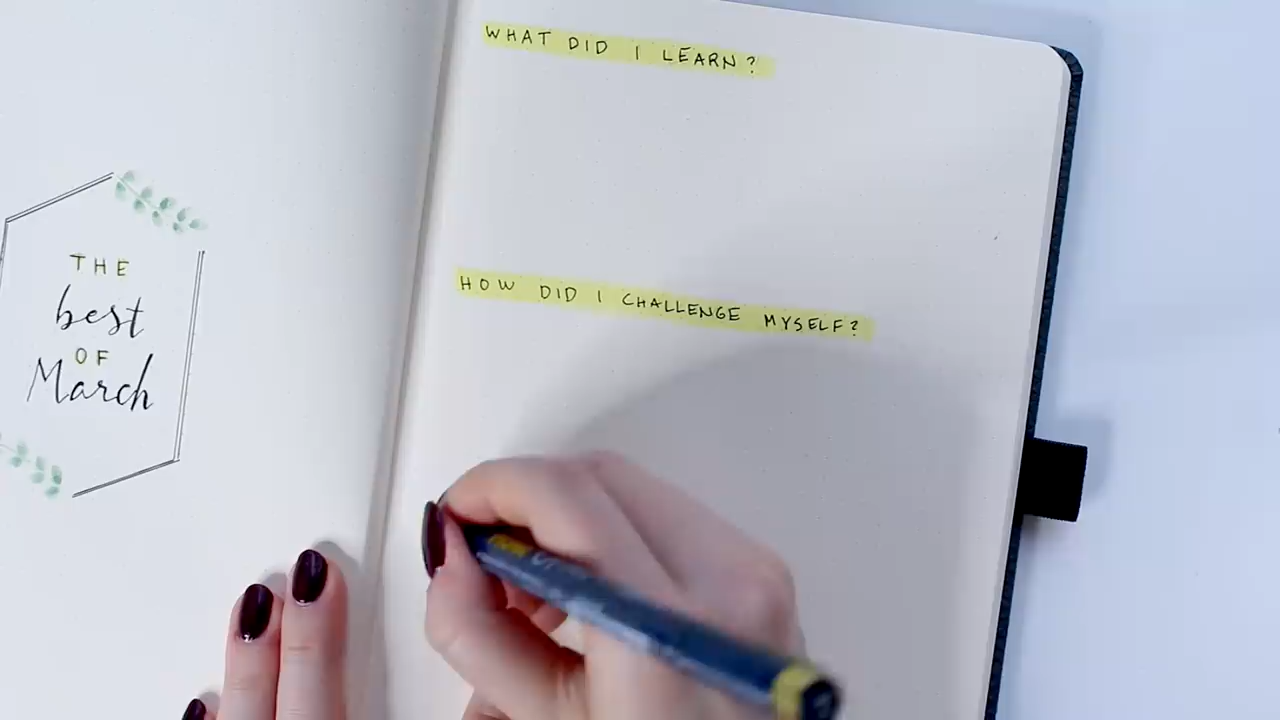 THE
best
OF
March
WHAT DID I LEARN?
HOW DID I CHALLENGE MYSELF?